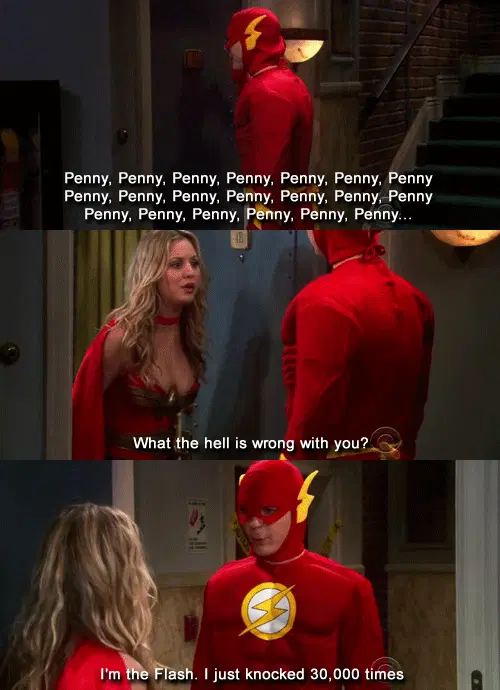 Penny, Penny, Penny, Penny, Penny, Penny, Penny
Penny, Penny, Penny, Penny, Penny, Penny, Penny
Penny, Penny, Penny, Penny, Penny, Penny...
What the hell is wrong with you?
I'm the Flash. I just knocked 30,000 times